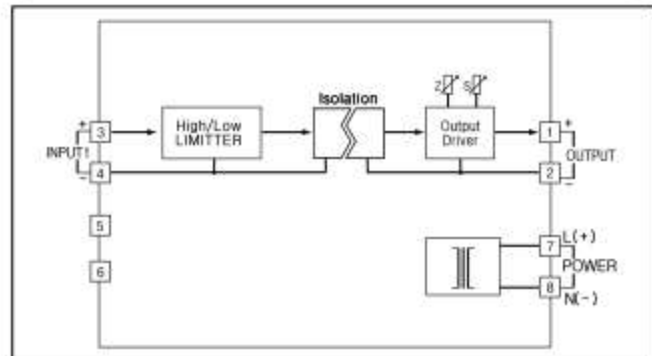 Isolation
Z S
High/Low
LIMITTER
Output
Driver
+
3
INPUT1
4
−
5
6
+
1
OUTPUT
2
−
L(+)
7
POWER
8
N(−)